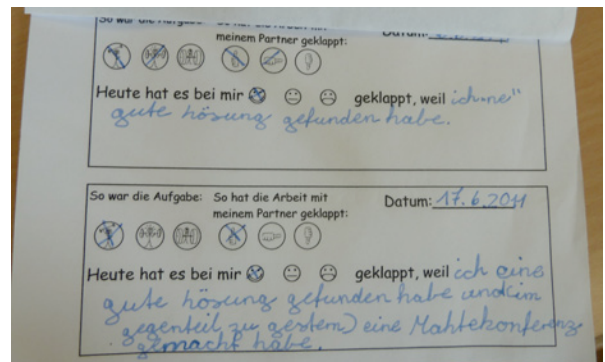 So war die Aufgabe: So hat die Arbeit mit
meinem Partner geklappt: Datum:
Heute hat es bei mir geklappt, weil ich "ne"
gute Lösung gefunden habe.
So war die Aufgabe: So hat die Arbeit mit Datum: 17.6.2011
meinem Partner geklappt:
Heute hat es bei mir geklappt, weil ich eine
gute Lösung gefunden habe und (im
gegenteil zu gestern) eine Mahtekonferenz
gemacht habe.